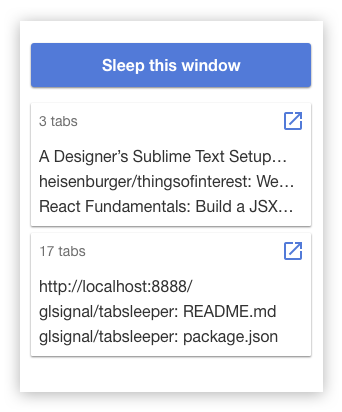 Sleep this window
3 tabs
A Designer’s Sublime Text Setup…
heisenburger/thingsofinterest: We…
React Fundamentals: Build a JSX…
17 tabs
http://localhost:8888/
glsignal/tabsleeper: README.md
glsignal/tabsleeper: package.json